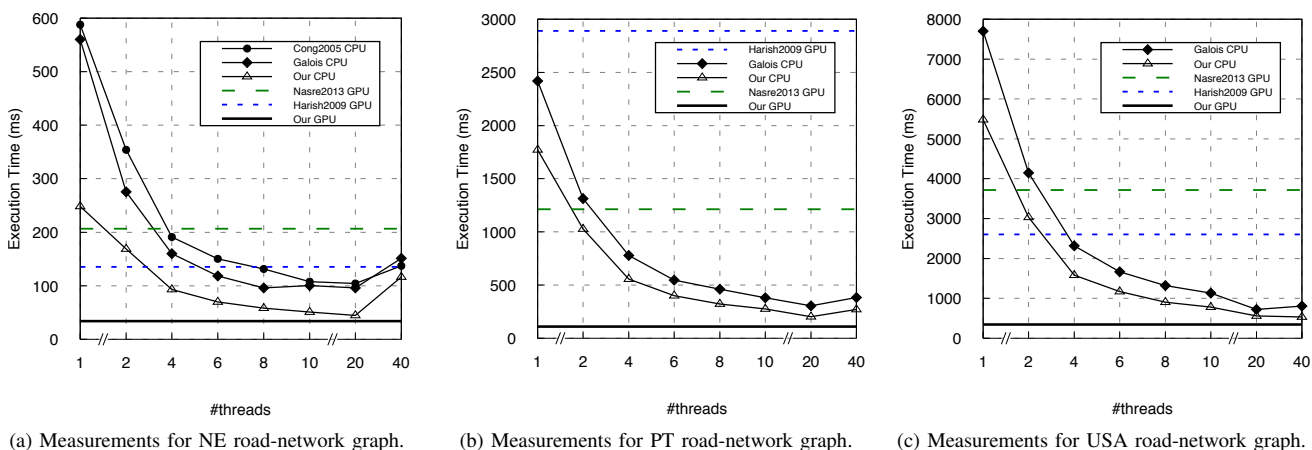 600
500
400
300
200
100
0
Execution Time (ms)
Cong2005 CPU
Galois CPU
Our CPU
Nasre2013 GPU
Harish2009 GPU
Our GPU
1 // 2 4 6 8 10 // 20 40
#threads
(a) Measurements for NE road-network graph.
3000
2500
2000
1500
1000
500
0
Execution Time (ms)
Harish2009 GPU
Galois CPU
Our CPU
Nasre2013 GPU
Our GPU
1 // 2 4 6 8 10 // 20 40
#threads
(b) Measurements for PT road-network graph.
8000
7000
6000
5000
4000
3000
2000
1000
0
Execution Time (ms)
Galois CPU
Our CPU
Nasre2013 GPU
Harish2009 GPU
Our GPU
1 // 2 4 6 8 10 // 20 40
#threads
(c) Measurements for USA road-network graph.